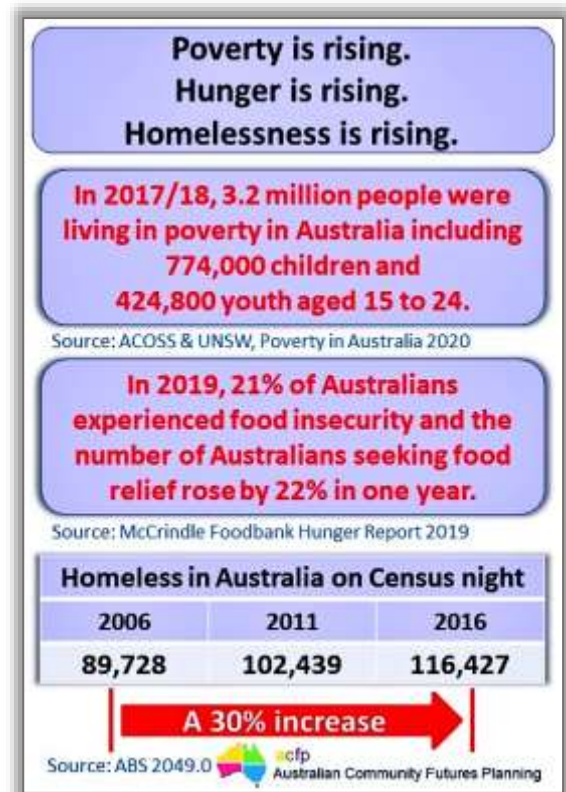 Poverty is rising.
Hunger is rising.
Homelessness is rising.
In 2017/18, 3.2 million people were
living in poverty in Australia including
774,000 children and
424,800 youth aged 15 to 24.
Source: ACOSS & UNSW, Poverty in Australia 2020
In 2019, 21% of Australians
experienced food insecurity and the
number of Australians seeking food
relief rose by 22% in one year.
Source: McCrindle Foodbank Hunger Report 2019
Homeless in Australia on Census night
2006 2011 2016
89,728 102,439 116,427
A 30% increase
Source: ABS 2049.0
acfp
Australian Community Futures Planning